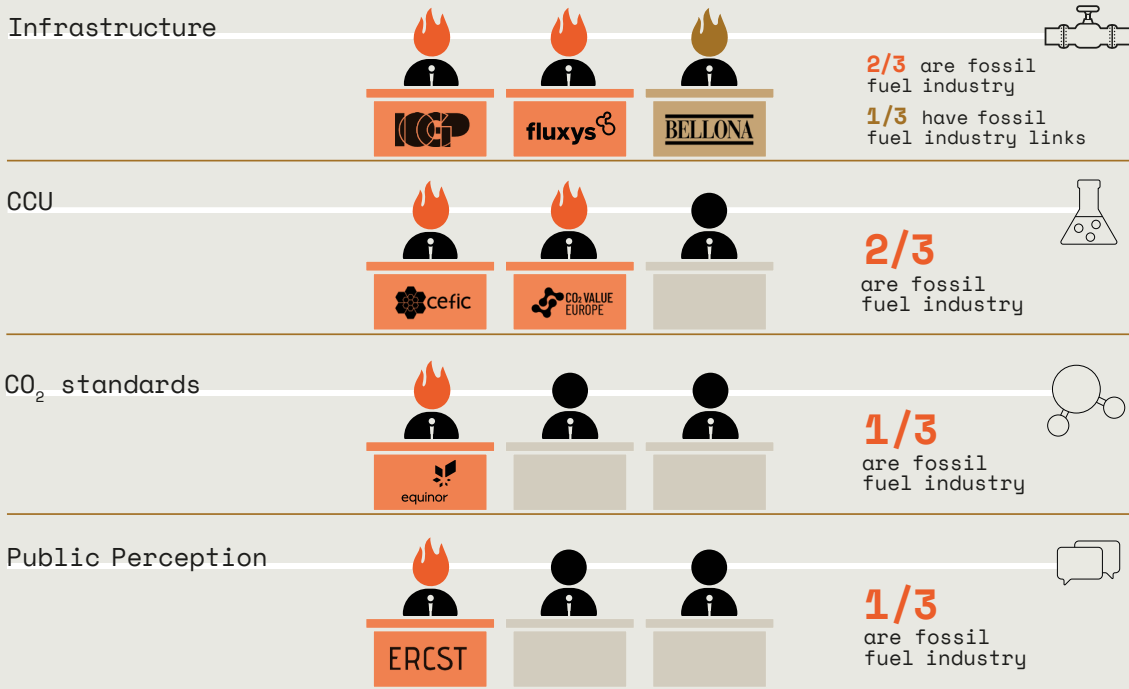 Infrastructure
IOGP
fluxys
BELLONA
2/3 are fossil
fuel industry
1/3 have fossil
fuel industry links
CCU
cefic
CO₂ VALUE
EUROPE
2/3
are fossil
fuel industry
CO₂ standards
equinor
1/3
are fossil
fuel industry
Public Perception
ERCST
1/3
are fossil
fuel industry